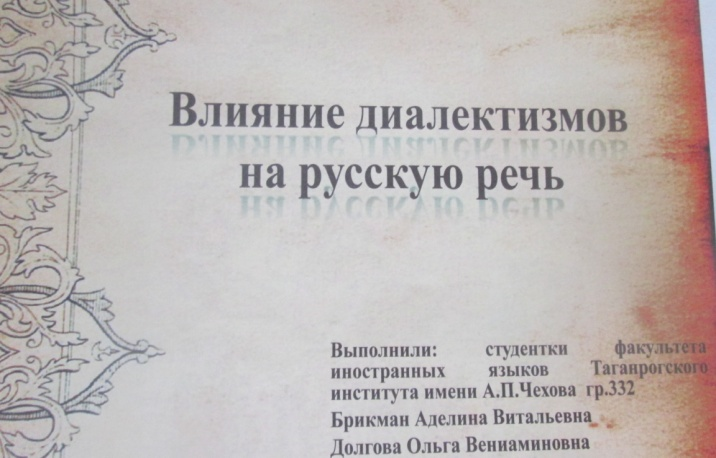 Влияние диалектизмов
на русскую речь
Выполнили: студентки факультета
иностранных языков Таганрогского
института имени А.П.Чехова гр.332
Брикман Аделина Витальевна
Долгова Ольга Вениаминовна